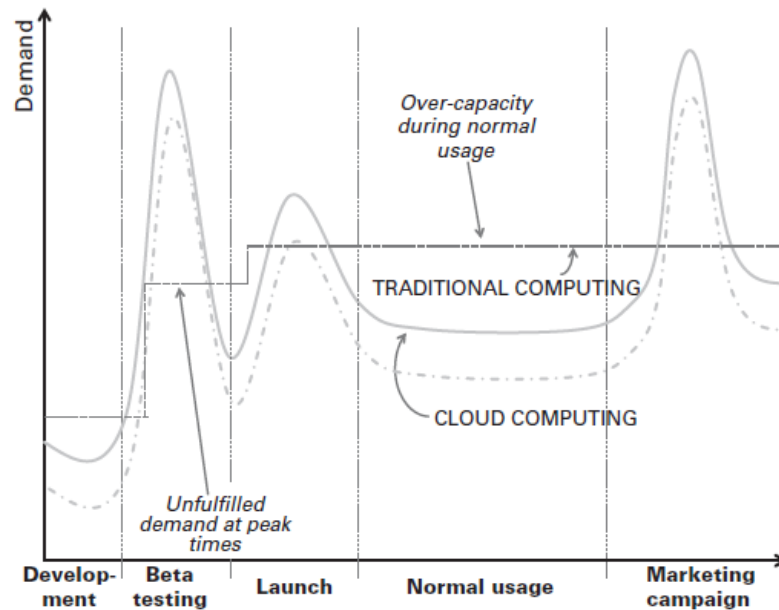 Demand
Over-capacity
during normal
usage
TRADITIONAL COMPUTING
CLOUD COMPUTING
Unfulfilled
demand at peak
times
Develop-
ment
Beta
testing
Launch
Normal usage
Marketing
campaign